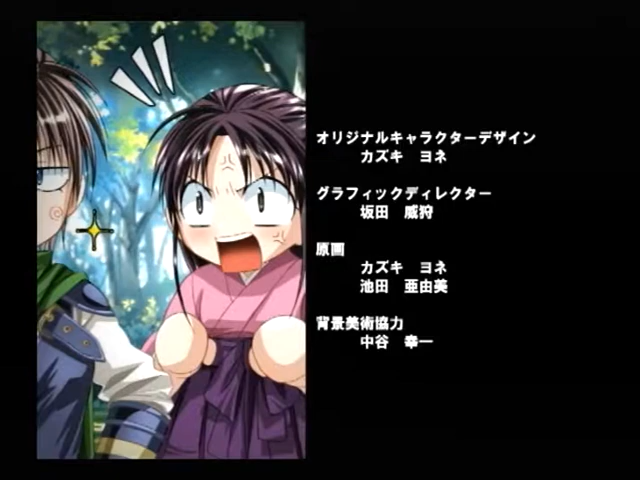 オリジナルキャラクターデザイン
カズキ　ヨネ
グラフィックディレクター
坂田　威狩
原画
カズキ　ヨネ
池田　亜由美
背景美術協力
中谷　幸一